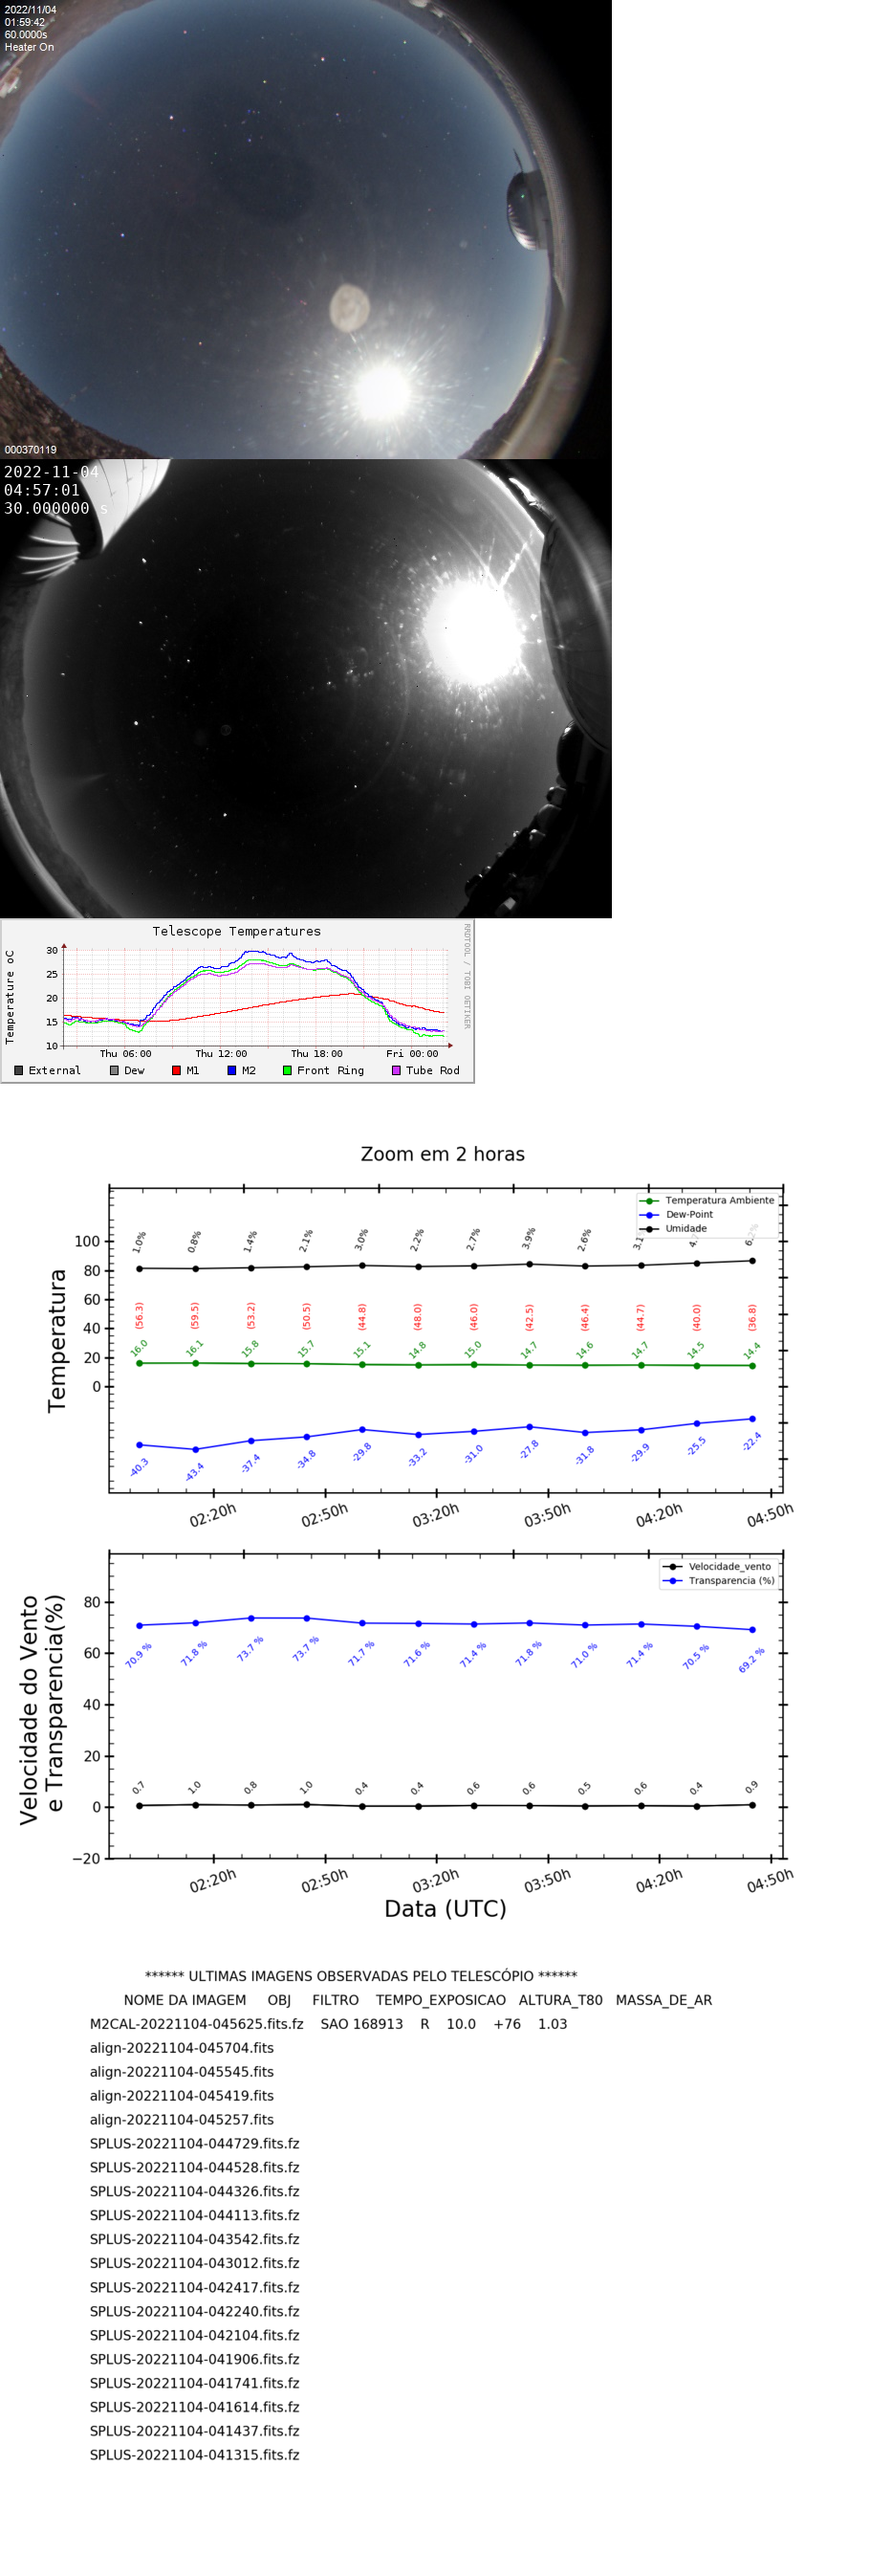 2022/11/04
01:59:42
60.0000s
Heater On
000370119
2022-11-04
04:57:01
30.000000 s
Telescope Temperatures
RRDTOOL / TOBI OETIKER
Temperature oC
30
25
20
15
10
Thu 06:00 Thu 12:00 Thu 18:00 Fri 00:00
External Dew M1 M2 Front Ring Tube Rod
Zoom em 2 horas
Temperatura Ambiente
Dew-Point
Umidade
Temperatura
100
80
60
40
20
0
1.0% 0.8% 1.4% 2.1% 3.0% 2.2% 2.7% 3.9% 2.6% 3.1 4.
(56.3) (59.5) (53.2) (50.5) (44.8) (48.0) (46.0) (42.5) (46.4) (44.7) (40.0) (36.8)
16.0 16.1 15.8 15.7 15.1 14.8 15.0 14.7 14.6 14.7 14.5 14.4
-40.3 -43.4 -37.4 -34.8 -29.8 -33.2 -31.0 -27.8 -31.8 -29.9 -25.5 -22.4
02:20h 02:50h 03:20h 03:50h 04:20h 04:50h
Velocidade_vento
Transparencia (%)
Velocidade do Vento
e Transparencia(%)
80
60
40
20
0
−20
70.9 % 71.8 % 73.7 % 73.7 % 71.7 % 71.6 % 71.4 % 71.8 % 71.0 % 71.4 % 70.5 % 69.2 %
0.7 1.0 0.8 1.0 0.4 0.4 0.6 0.6 0.5 0.6 0.4 0.9
02:20h 02:50h 03:20h 03:50h 04:20h 04:50h
Data (UTC)
****** ULTIMAS IMAGENS OBSERVADAS PELO TELESCÓPIO ******
NOME DA IMAGEM OBJ FILTRO TEMPO_EXPOSICAO ALTURA_T80 MASSA_DE_AR
M2CAL-20221104-045625.fits.fz SAO 168913 R 10.0 +76 1.03
align-20221104-045704.fits
align-20221104-045545.fits
align-20221104-045419.fits
align-20221104-045257.fits
SPLUS-20221104-044729.fits.fz
SPLUS-20221104-044528.fits.fz
SPLUS-20221104-044326.fits.fz
SPLUS-20221104-044113.fits.fz
SPLUS-20221104-043542.fits.fz
SPLUS-20221104-043012.fits.fz
SPLUS-20221104-042417.fits.fz
SPLUS-20221104-042240.fits.fz
SPLUS-20221104-042104.fits.fz
SPLUS-20221104-041906.fits.fz
SPLUS-20221104-041741.fits.fz
SPLUS-20221104-041614.fits.fz
SPLUS-20221104-041437.fits.fz
SPLUS-20221104-041315.fits.fz